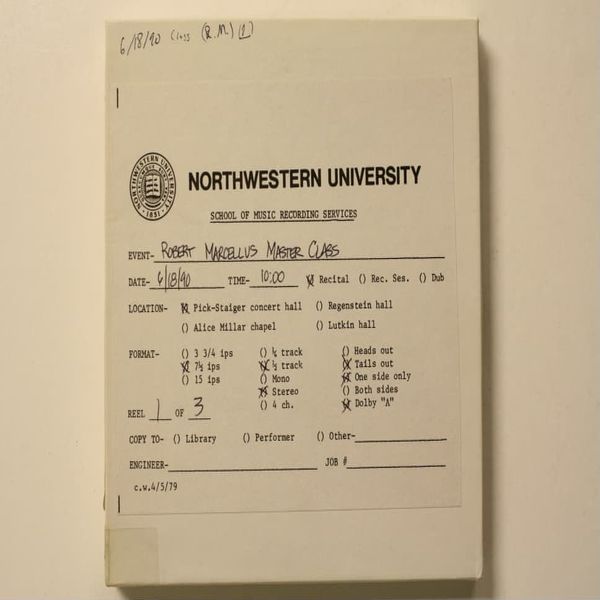 6/18/90 Class (R.M.) (1)
NORTHWESTERN UNIVERSITY
· 1851 ·
NORTHWESTERN UNIVERSITY
SCHOOL OF MUSIC RECORDING SERVICES
EVENT- ROBERT MARCELLUS MASTER CLASS
DATE- 6/18/90 TIME- 10:00 (X) Recital () Rec. Ses. () Dub
LOCATION- (X) Pick-Staiger concert hall () Regenstein hall
() Alice Millar chapel () Lutkin hall
FORMAT- () 3 3/4 ips () ¼ track () Heads out
(X) 7½ ips (X) ½ track (X) Tails out
() 15 ips () Mono (X) One side only
(X) Stereo () Both sides
() 4 ch. (X) Dolby "A"
REEL 1 OF 3
COPY TO- () Library () Performer () Other-
ENGINEER- JOB #
c.w.4/5/79